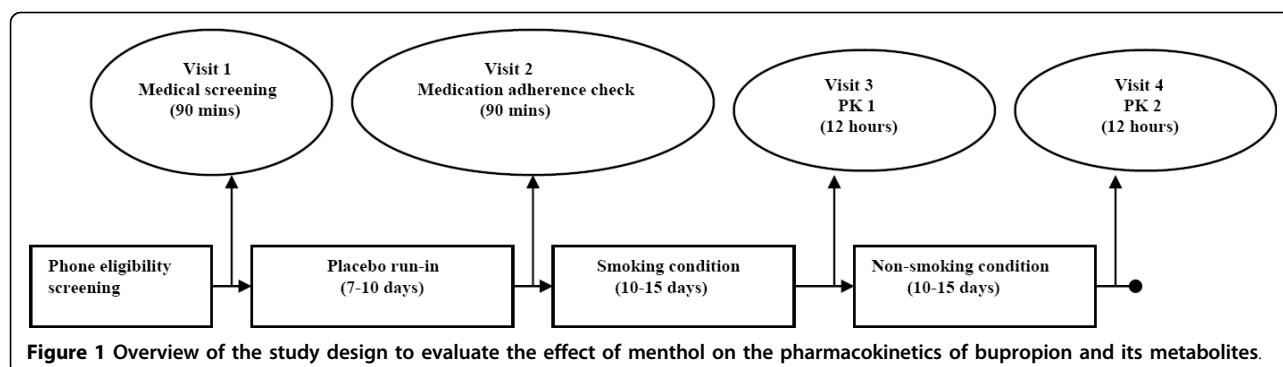 Visit 1
Medical screening
(90 mins)
Visit 2
Medication adherence check
(90 mins)
Visit 3
PK 1
(12 hours)
Visit 4
PK 2
(12 hours)
Phone eligibility
screening
Placebo run-in
(7-10 days)
Smoking condition
(10-15 days)
Non-smoking condition
(10-15 days)
Figure 1 Overview of the study design to evaluate the effect of menthol on the pharmacokinetics of bupropion and its metabolites.